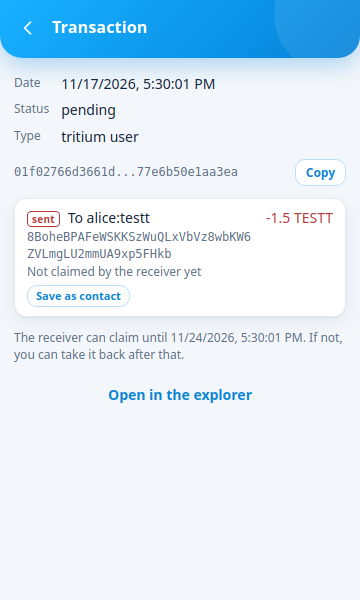 Transaction
Date 11/17/2026, 5:30:01 PM
Status pending
Type tritium user
01f02766d3661d...77e6b50e1aa3ea Copy
sent To alice:testt -1.5 TESTT
8BoheBPAFeWSKKSzWuQLxVbVz8wbKW6
ZVLmgLU2mmUA9xp5FHkb
Not claimed by the receiver yet
Save as contact
The receiver can claim until 11/24/2026, 5:30:01 PM. If not,
you can take it back after that.
Open in the explorer